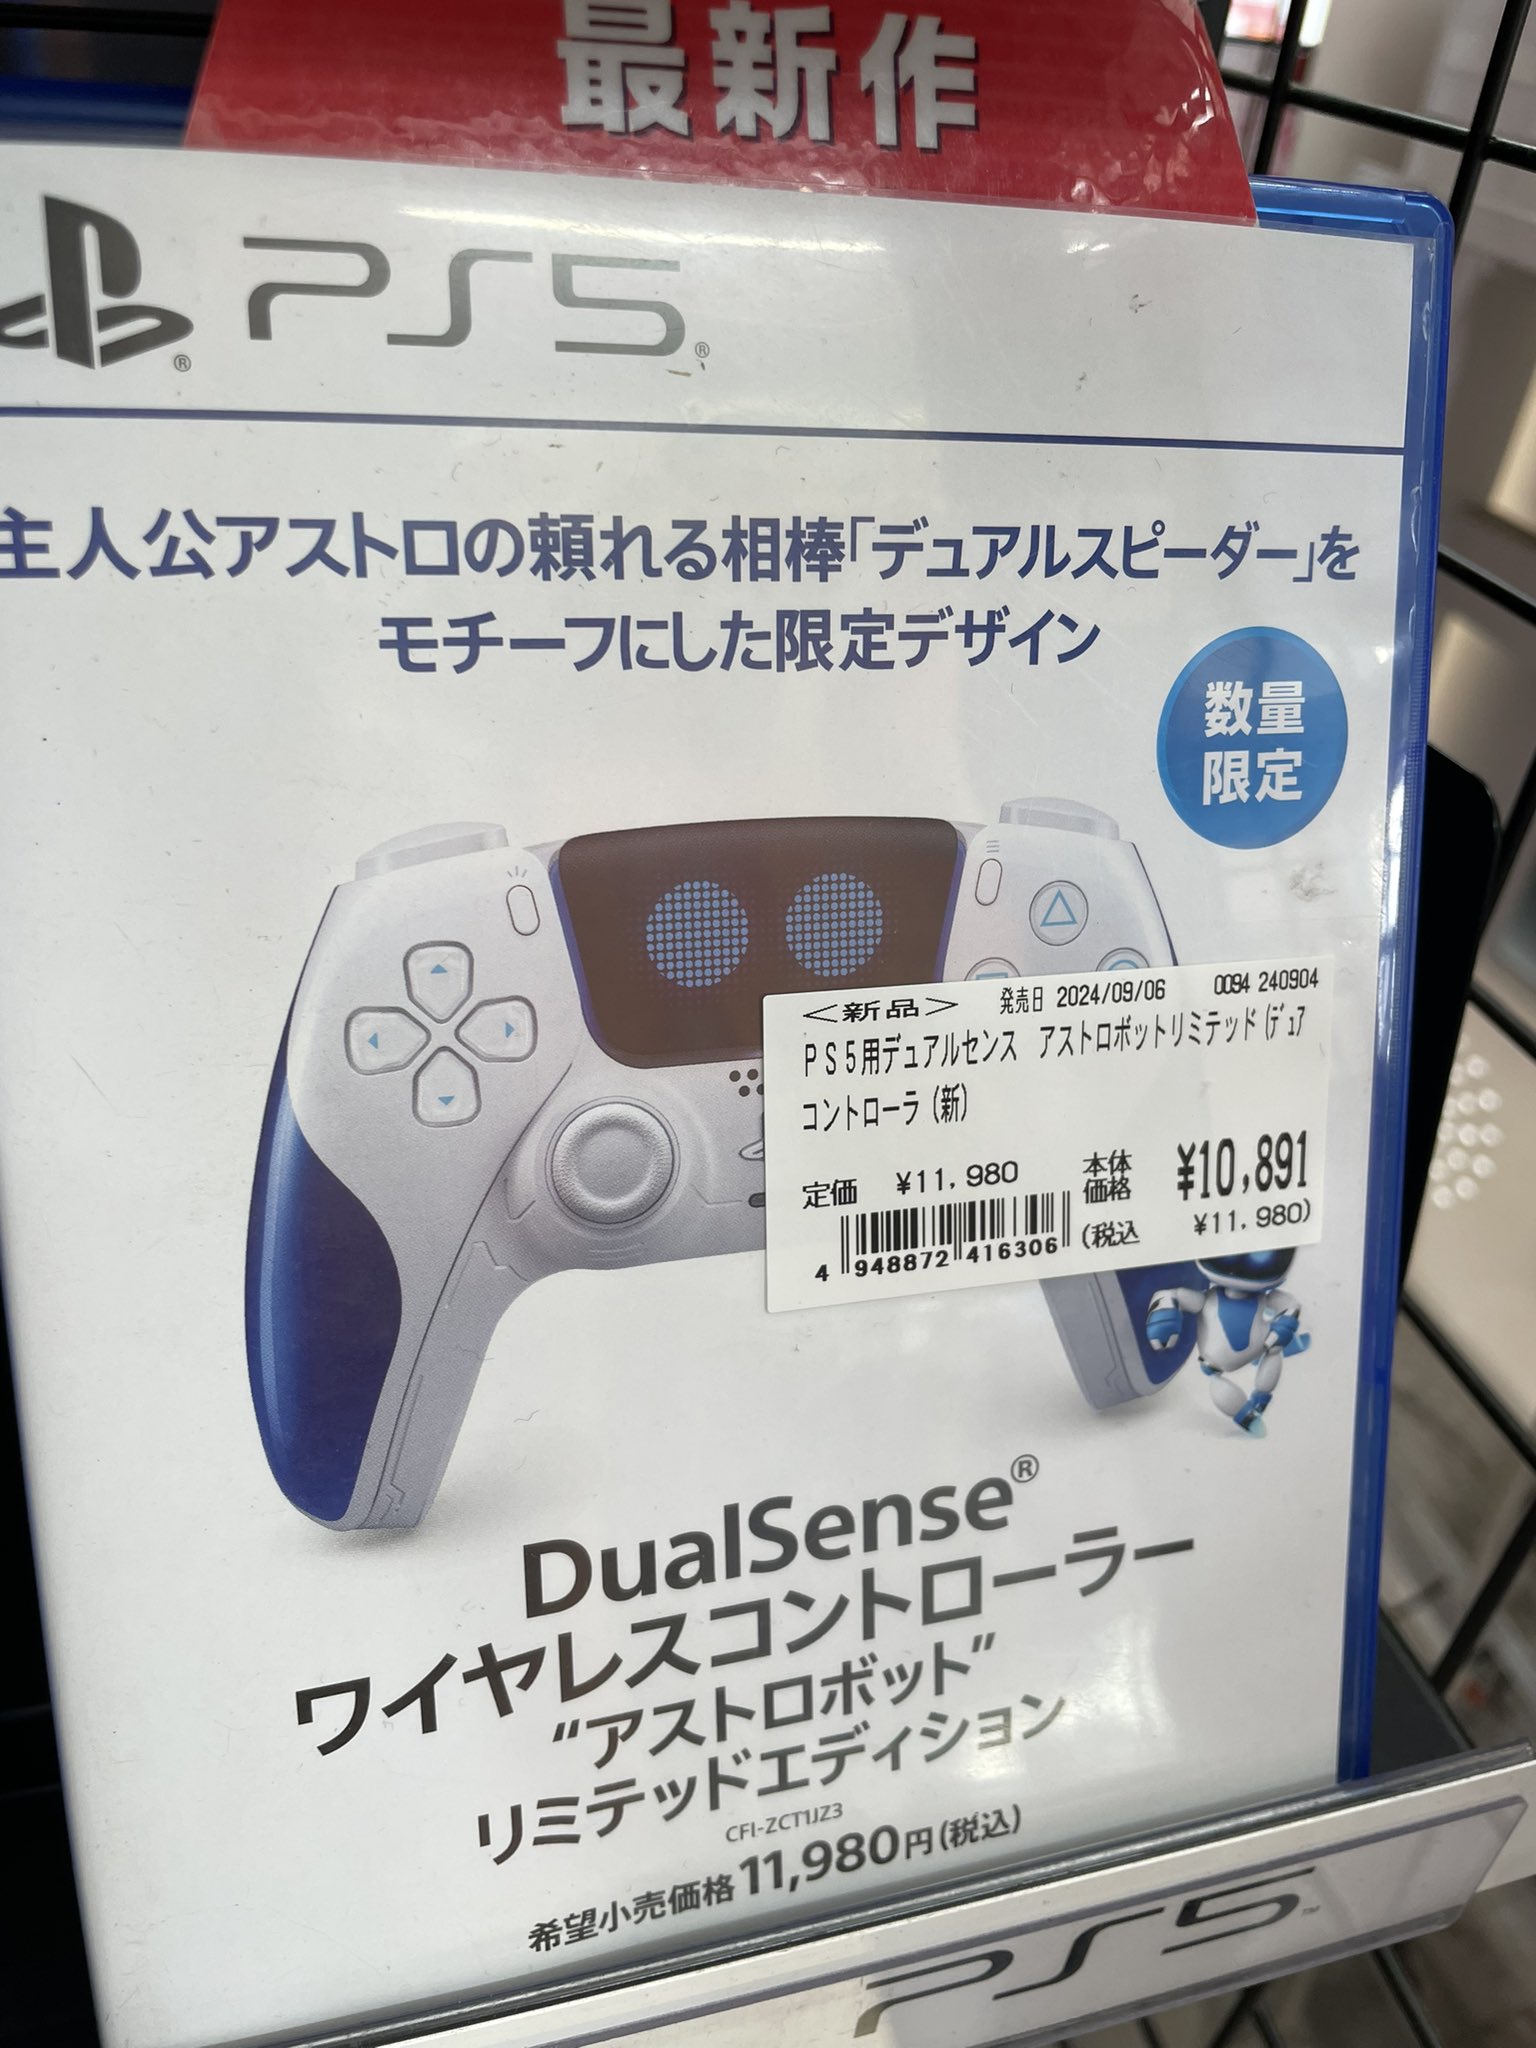 最新作
PS5®
主人公アストロの頼れる相棒「デュアルスピーダー」を
モチーフにした限定デザイン
数量
限定
<新品> 発売日 2024/09/06 0094 240904
PS5用デュアルセンス アストロボットリミテッド(ﾃﾞｭｱ
コントローラ(新)
定価 ¥11,980 本体価格 ¥10,891
(税込 ¥11,980)
4 948872 416306
DualSense®
ワイヤレスコントローラー
“アストロボット”
リミテッドエディション
CFI-ZCT1JZ3
希望小売価格11,980円(税込)
PS5™